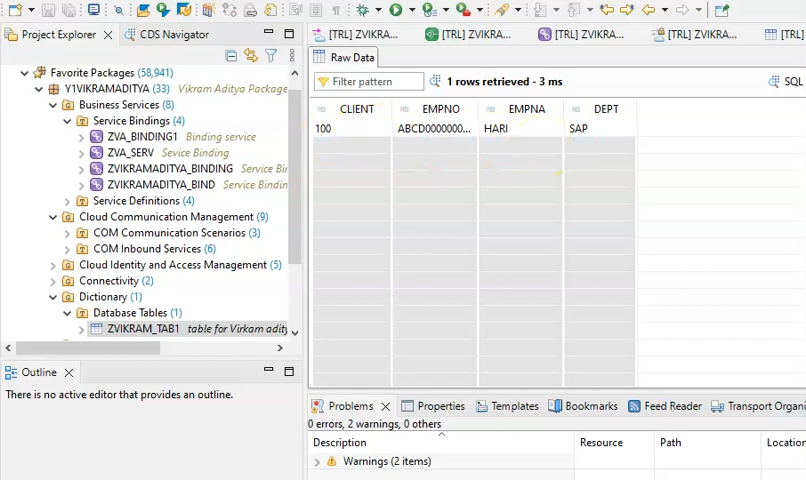 Project Explorer
CDS Navigator
Favorite Packages (58,941)
Y1VIKRAMADITYA (33) Vikram Aditya Package
Business Services (8)
Service Bindings (4)
ZVA_BINDING1 Binding service
ZVA_SERV Sevice Binding
ZVIKRAMADITYA_BINDING Service Bi
ZVIKRAMADITYA_BIND Service Bindin
Service Definitions (4)
Cloud Communication Management (9)
COM Communication Scenarios (3)
COM Inbound Services (6)
Cloud Identity and Access Management (5)
Connectivity (2)
Dictionary (1)
Database Tables (1)
ZVIKRAM_TAB1 table for Virkam adity
Outline
There is no active editor that provides an outline.
[TRL] ZVIKRA... [TRL] ZVIKRA... [TRL] ZVIKRA... [TRL] ZVIKRA... [TRL]
Raw Data
Filter pattern 1 rows retrieved - 3 ms SQL
CLIENT EMPNO EMPNA DEPT
100 ABCD0000000... HARI SAP
Problems Properties Templates Bookmarks Feed Reader Transport Organi
0 errors, 2 warnings, 0 others
Description Resource Path Location
Warnings (2 items)